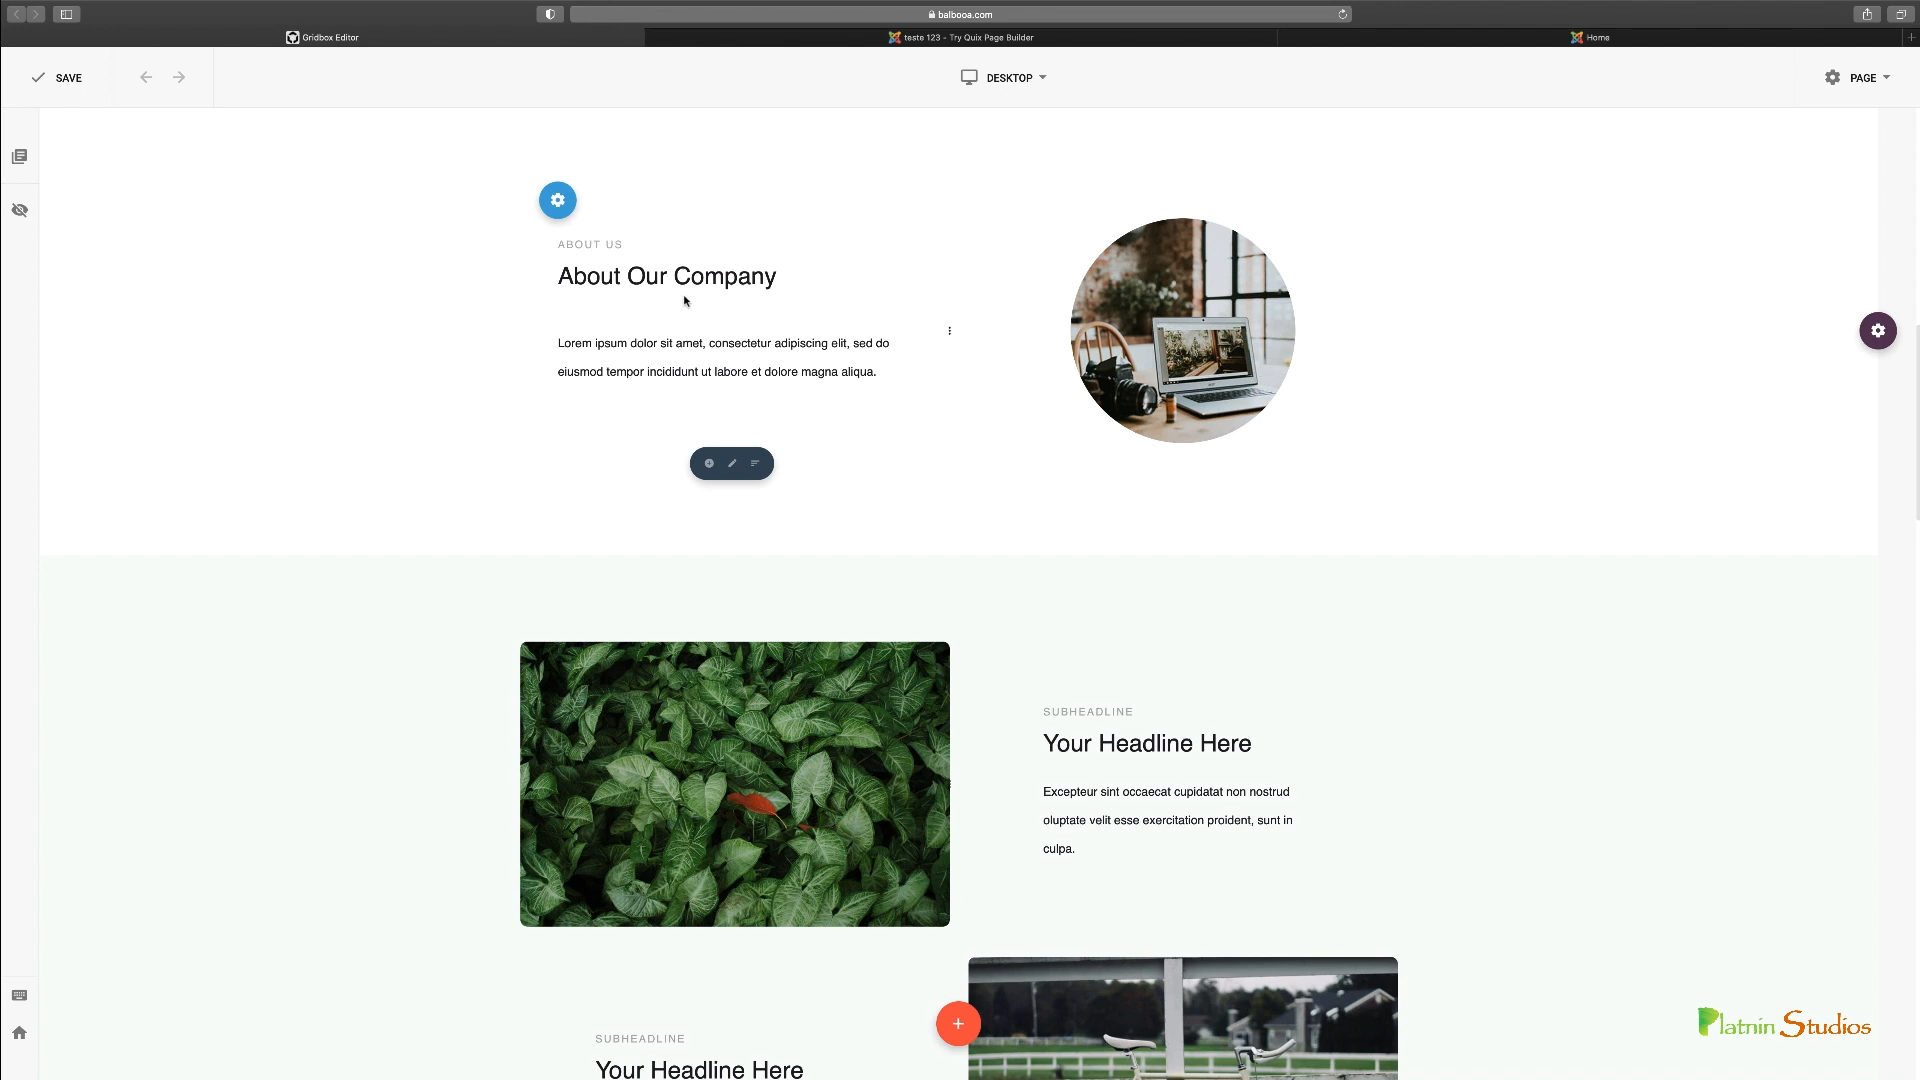 balbooa.com
Gridbox Editor
teste 123 - Try Quix Page Builder
Home
SAVE
DESKTOP
PAGE
ABOUT US
About Our Company
Lorem ipsum dolor sit amet, consectetur adipiscing elit, sed do
eiusmod tempor incididunt ut labore et dolore magna aliqua.
SUBHEADLINE
Your Headline Here
Excepteur sint occaecat cupidatat non nostrud
oluptate velit esse exercitation proident, sunt in
culpa.
Platnin Studios
SUBHEADLINE
Your Headline Here